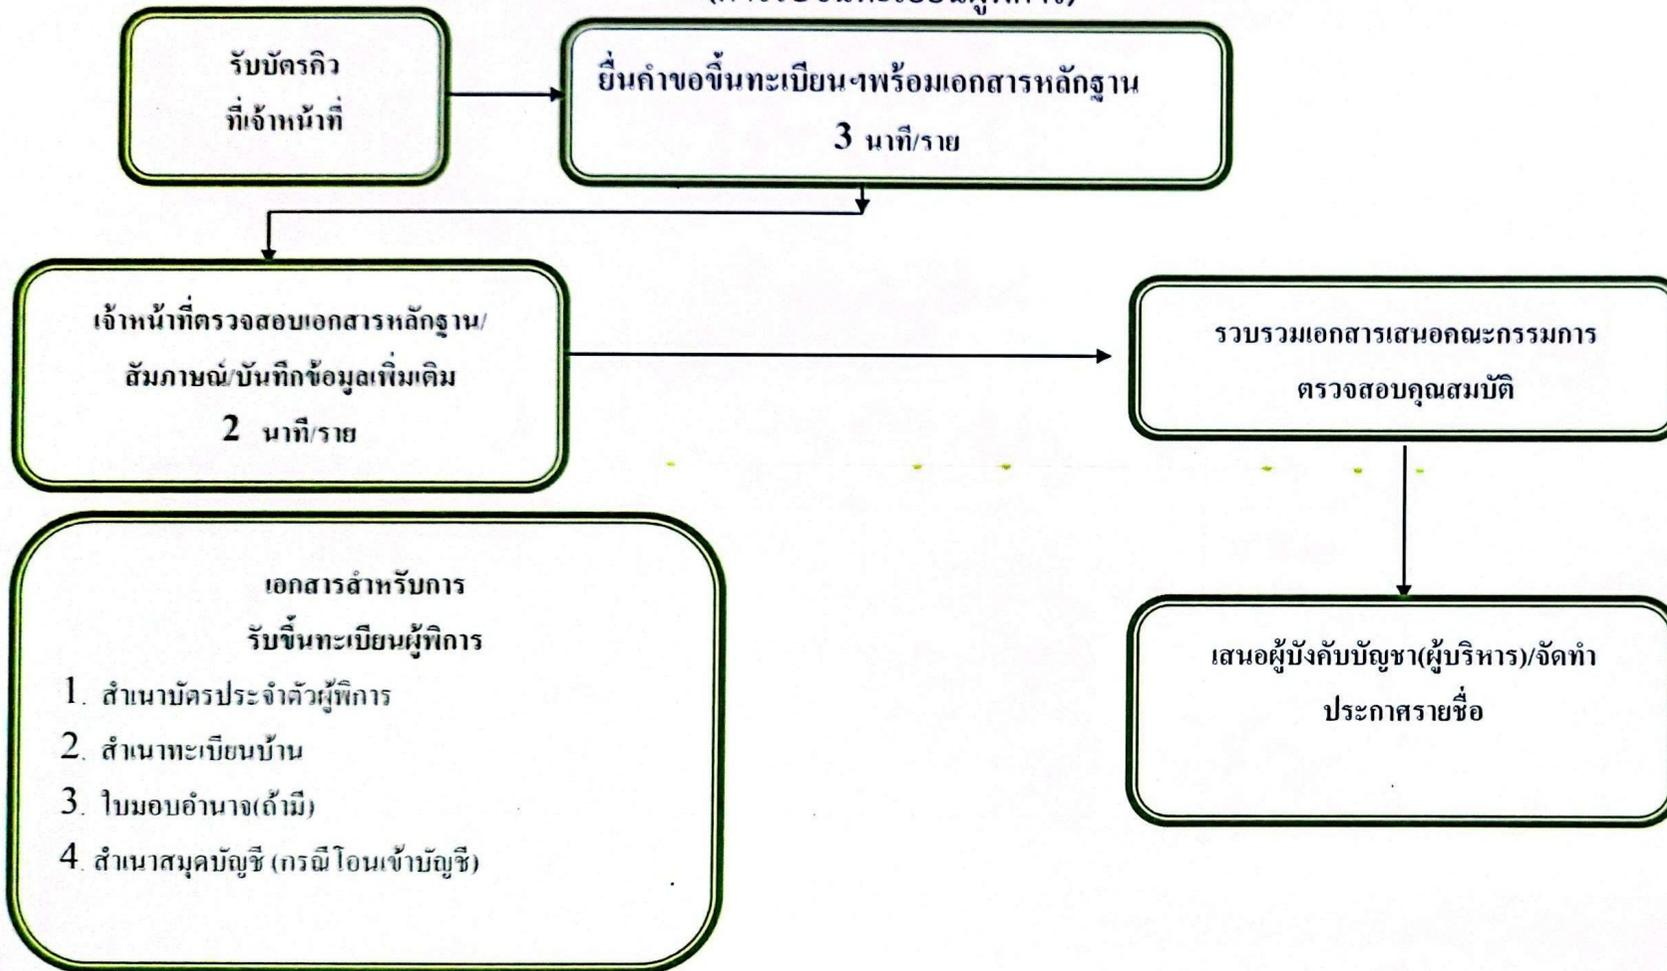 รับบัตรคิว
ที่เจ้าหน้าที่
ยื่นคำขอขึ้นทะเบียนฯพร้อมเอกสารหลักฐาน
3 นาที/ราย
เจ้าหน้าที่ตรวจสอบเอกสารหลักฐาน/
สัมภาษณ์/บันทึกข้อมูลเพิ่มเติม
2 นาที/ราย
รวบรวมเอกสารเสนอคณะกรรมการ
ตรวจสอบคุณสมบัติ
เสนอผู้บังคับบัญชา(ผู้บริหาร)/จัดทำ
ประกาศรายชื่อ
เอกสารสำหรับการ
รับขึ้นทะเบียนผู้พิการ
1. สำเนาบัตรประจำตัวผู้พิการ
2. สำเนาทะเบียนบ้าน
3. ใบมอบอำนาจ(ถ้ามี)
4. สำเนาสมุดบัญชี (กรณีโอนเข้าบัญชี)